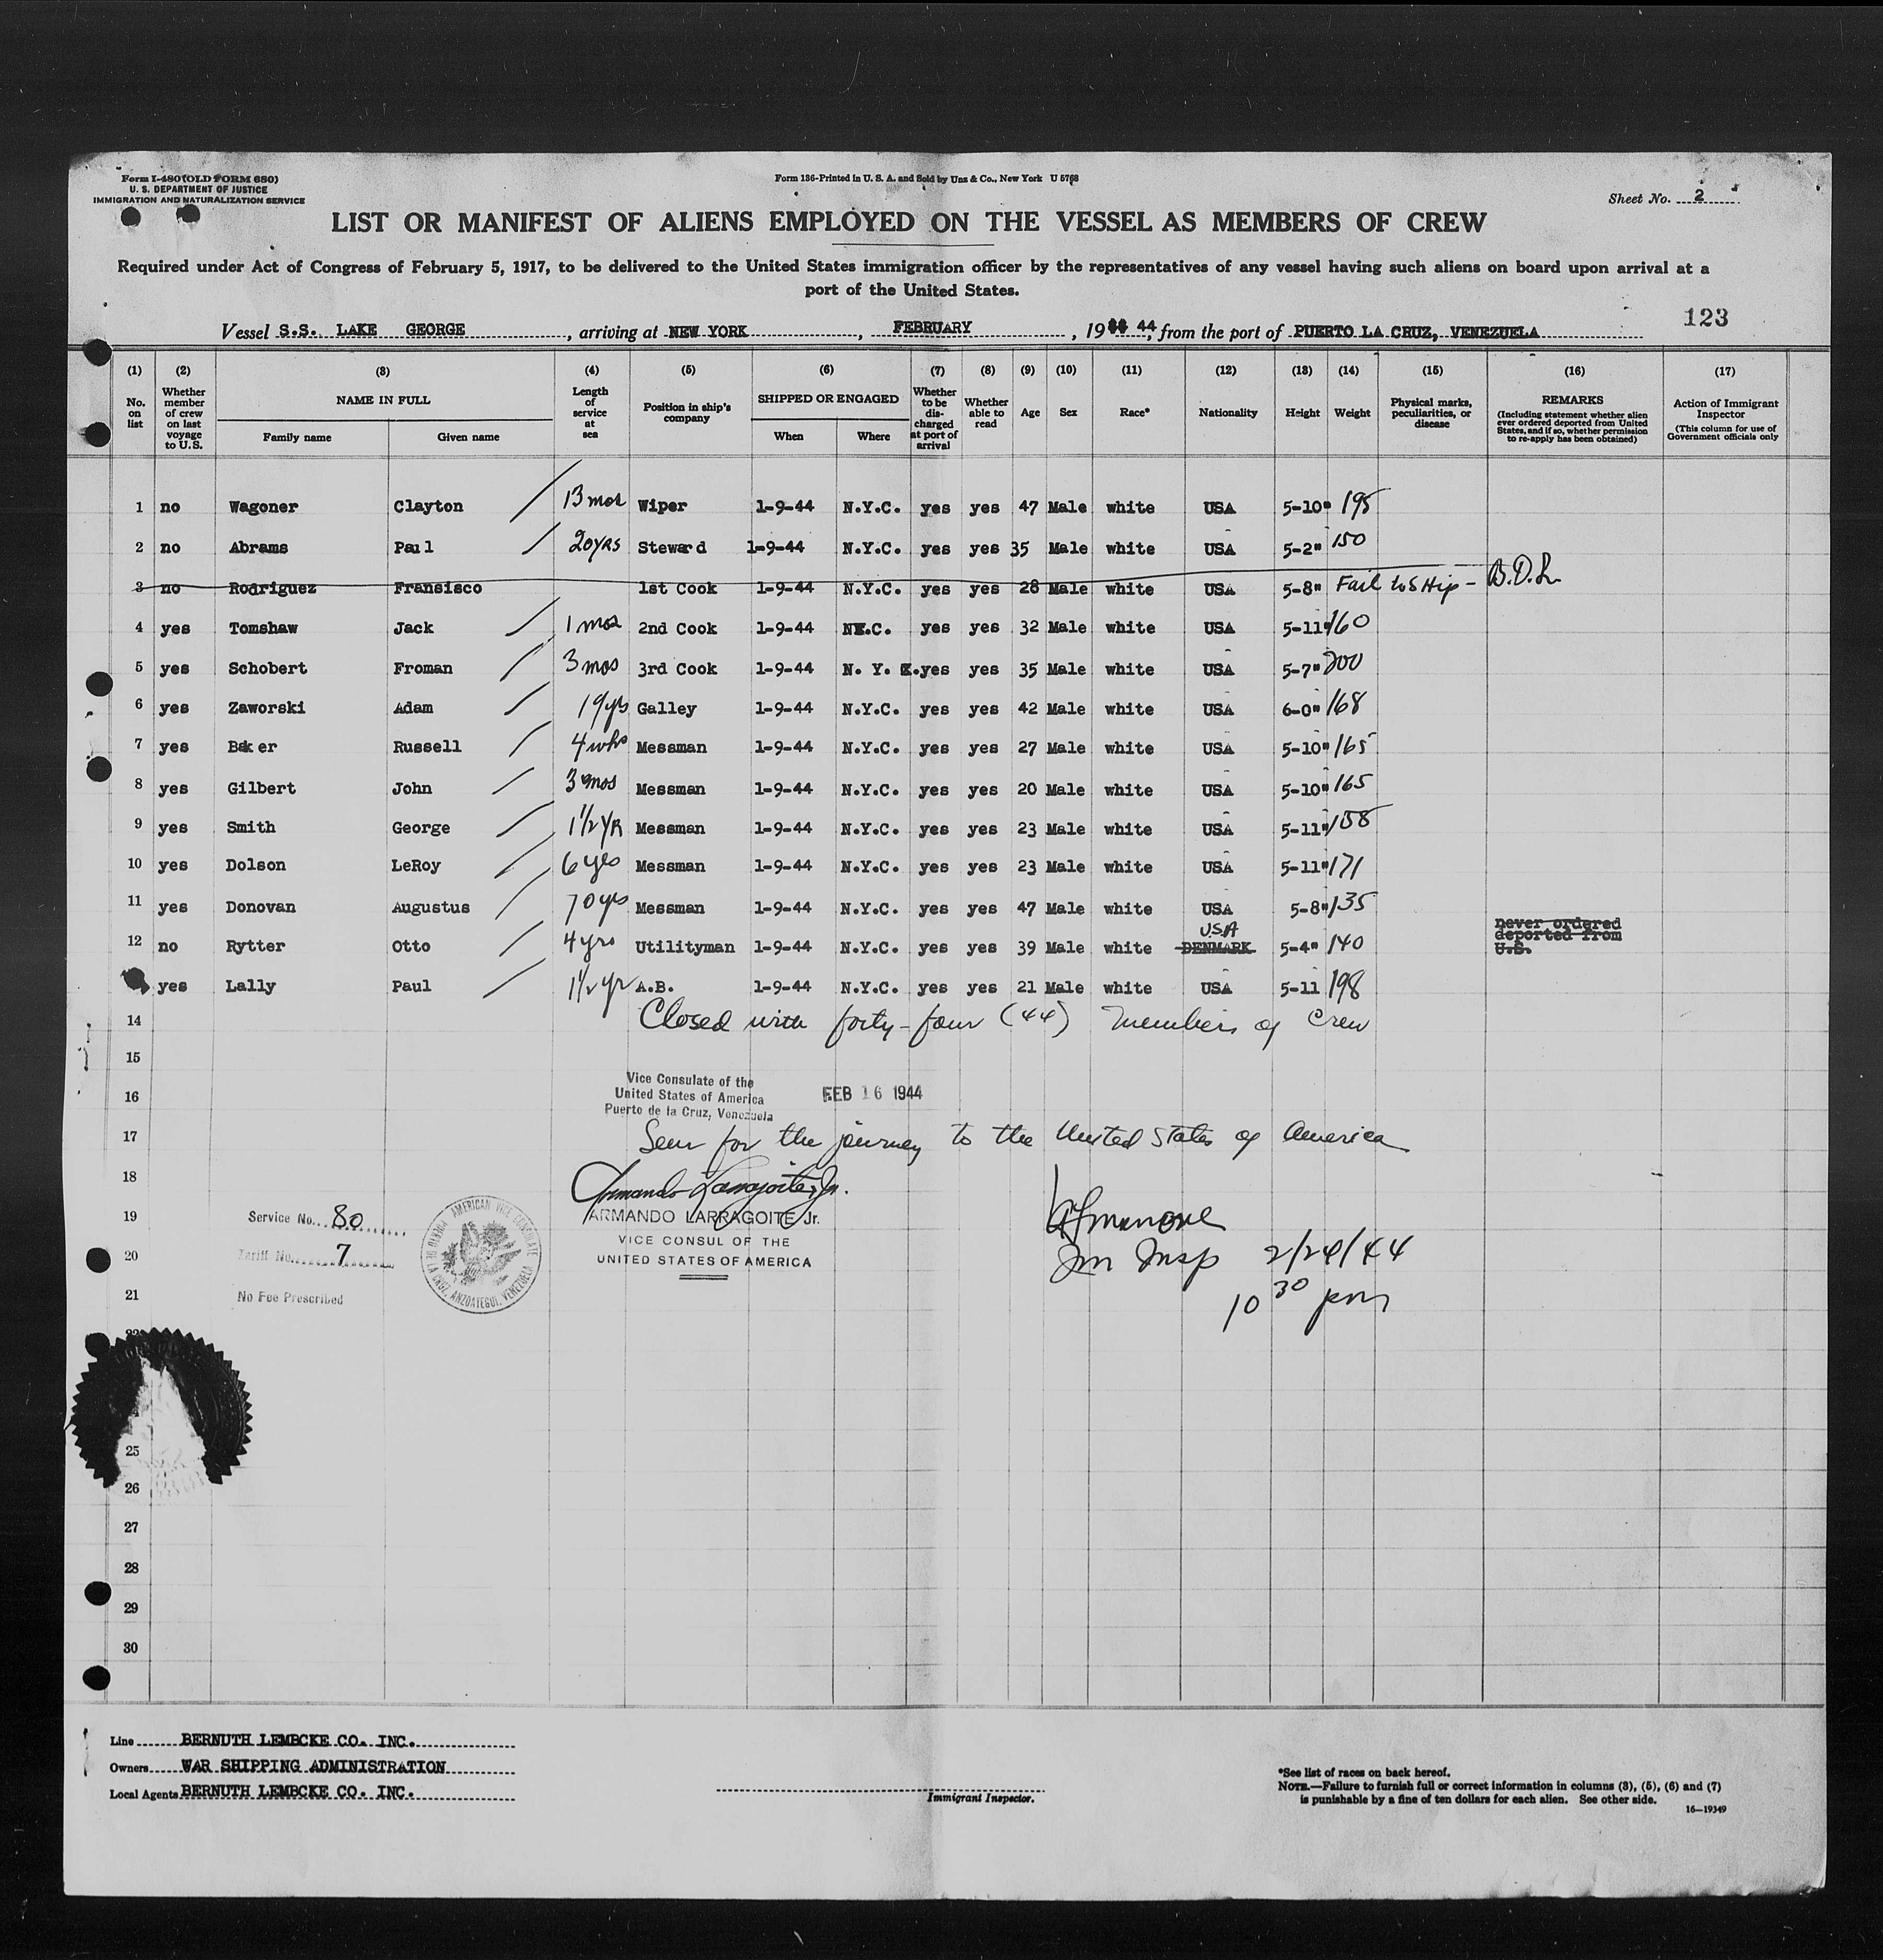 Form I-480 (OLD FORM 680)
U. S. DEPARTMENT OF JUSTICE
IMMIGRATION AND NATURALIZATION SERVICE
Form 136-Printed in U. S. A. and Sold by Unz & Co., New York U 5768
Sheet No. 2
LIST OR MANIFEST OF ALIENS EMPLOYED ON THE VESSEL AS MEMBERS OF CREW
Required under Act of Congress of February 5, 1917, to be delivered to the United States immigration officer by the representatives of any vessel having such aliens on board upon arrival at a
port of the United States.
123
Vessel S.S. LAKE GEORGE, arriving at NEW YORK, FEBRUARY, 19 44, from the port of PUERTO LA CRUZ, VENEZUELA
(1) (2) (3) (4) (5) (6) (7) (8) (9) (10) (11) (12) (13) (14) (15) (16) (17)
No. on list
Whether member of crew on last voyage to U.S.
NAME IN FULL
Family name
Given name
Length of service at sea
Position in ship's company
SHIPPED OR ENGAGED
When
Where
Whether to be discharged at port of arrival
Whether able to read
Age
Sex
Race*
Nationality
Height
Weight
Physical marks, peculiarities, or disease
REMARKS
(Including statement whether alien ever ordered deported from United States, and if so, whether permission to re-apply has been obtained)
Action of Immigrant Inspector
(This column for use of Government officials only
1 no Wagoner Clayton 13 mos Wiper 1-9-44 N.Y.C. yes yes 47 Male white USA 5-10" 195
2 no Abrams Paul 20 YRS Steward 1-9-44 N.Y.C. yes yes 35 Male white USA 5-2" 150
3 no Rodriguez Fransisco 1st Cook 1-9-44 N.Y.C. yes yes 28 Male white USA 5-8" Fail to SHip -
4 yes Tomshaw Jack 1 mos 2nd Cook 1-9-44 NY.C. yes yes 32 Male white USA 5-11" 160
5 yes Schobert Froman 3 mos 3rd Cook 1-9-44 N. Y. C. yes yes 35 Male white USA 5-7" 200
6 yes Zaworski Adam 19 yrs Galley 1-9-44 N.Y.C. yes yes 42 Male white USA 6-0" 168
7 yes Baker Russell 4 wks Messman 1-9-44 N.Y.C. yes yes 27 Male white USA 5-10" 165
8 yes Gilbert John 3 mos Messman 1-9-44 N.Y.C. yes yes 20 Male white USA 5-10" 165
9 yes Smith George 1 1/2 YR Messman 1-9-44 N.Y.C. yes yes 23 Male white USA 5-11" 158
10 yes Dolson LeRoy 6 yes Messman 1-9-44 N.Y.C. yes yes 23 Male white USA 5-11" 171
11 yes Donovan Augustus Messman 1-9-44 N.Y.C. yes yes 47 Male white USA 5-8" 135
12 no Rytter Otto 4 yrs Utilityman 1-9-44 N.Y.C. yes yes 39 Male white DENMARK U.S.A 5-4" 140 never ordered deported from U.S.
yes Lally Paul 1 1/2 yr A.B. 1-9-44 N.Y.C. yes yes 21 Male white USA 5-11 198
14 Closed with forty-four (44) members of crew
15
Vice Consulate of the
16 United States of America FEB 16 1944
Puerto de la Cruz, Venezuela
17 Seen for the journey to the United States of America
18 Armando Larragoite, Jr.
19 Service No. 80 ARMANDO LARRAGOITE Jr.
VICE CONSUL OF THE
20 Tariff No. 7 UNITED STATES OF AMERICA
AMERICAN VICE CONSULATE
LA CRUZ, ANZOATEGUI, VENEZUELA
Im Insp 2/24/44
21 No Fee Prescribed
10 30 pm
25
26
27
28
29
30
Line BERNUTH LEMBCKE CO. INC.
Owners WAR SHIPPING ADMINISTRATION
Local Agents BERNUTH LEMBCKE CO. INC.
Immigrant Inspector.
*See list of races on back hereof.
NOTE.—Failure to furnish full or correct information in columns (3), (5), (6) and (7)
is punishable by a fine of ten dollars for each alien. See other side.
16—19349